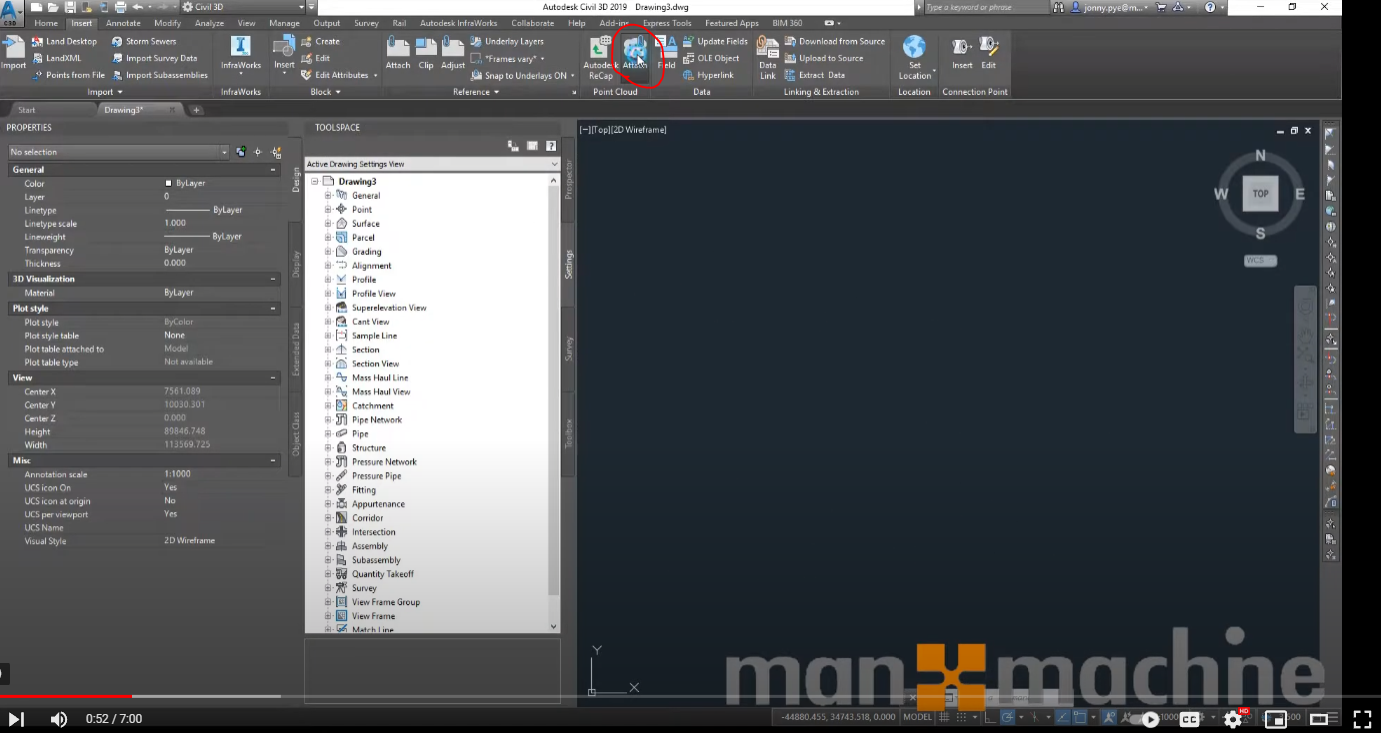 Civil 3D
Autodesk Civil 3D 2019 Drawing3.dwg
Type a keyword or phrase
jonny.pye@m...
Home Insert Annotate Modify Analyze View Manage Output Survey Rail Autodesk InfraWorks Collaborate Help Add-ins Express Tools Featured Apps BIM 360
Import
Land Desktop
LandXML
Points from File
Storm Sewers
Import Survey Data
Import Subassemblies
InfraWorks
Insert
Create
Edit
Edit Attributes
Attach
Clip
Adjust
Underlay Layers
*Frames vary*
Snap to Underlays ON
Autodesk
ReCap
Attach
Field
Update Fields
OLE Object
Hyperlink
Data
Link
Download from Source
Upload to Source
Extract Data
Set
Location
Insert
Edit
Import InfraWorks Block Reference Point Cloud Data Linking & Extraction Location Connection Point
Start Drawing3*
PROPERTIES
No selection
General
Color ByLayer
Layer 0
Linetype ByLayer
Linetype scale 1.000
Lineweight ByLayer
Transparency ByLayer
Thickness 0.000
3D Visualization
Material ByLayer
Plot style
Plot style ByColor
Plot style table None
Plot table attached to Model
Plot table type Not available
View
Center X 7561.089
Center Y 10030.301
Center Z 0.000
Height 89846.748
Width 113569.725
Misc
Annotation scale 1:1000
UCS icon On Yes
UCS icon at origin No
UCS per viewport Yes
UCS Name
Visual Style 2D Wireframe
Design
Display
Extended Data
Object Class
TOOLSPACE
Active Drawing Settings View
Drawing3
General
Point
Surface
Parcel
Grading
Alignment
Profile
Profile View
Superelevation View
Cant View
Sample Line
Section
Section View
Mass Haul Line
Mass Haul View
Catchment
Pipe Network
Pipe
Structure
Pressure Network
Pressure Pipe
Fitting
Appurtenance
Corridor
Intersection
Assembly
Subassembly
Quantity Takeoff
Survey
View Frame Group
View Frame
Match Line
Prospector
Settings
Survey
Toolbox
[−][Top][2D Wireframe]
N
W TOP E
S
WCS
Y
X
man machine
-44880.455, 34743.518, 0.000 MODEL
0:52 / 7:00
CC
HD